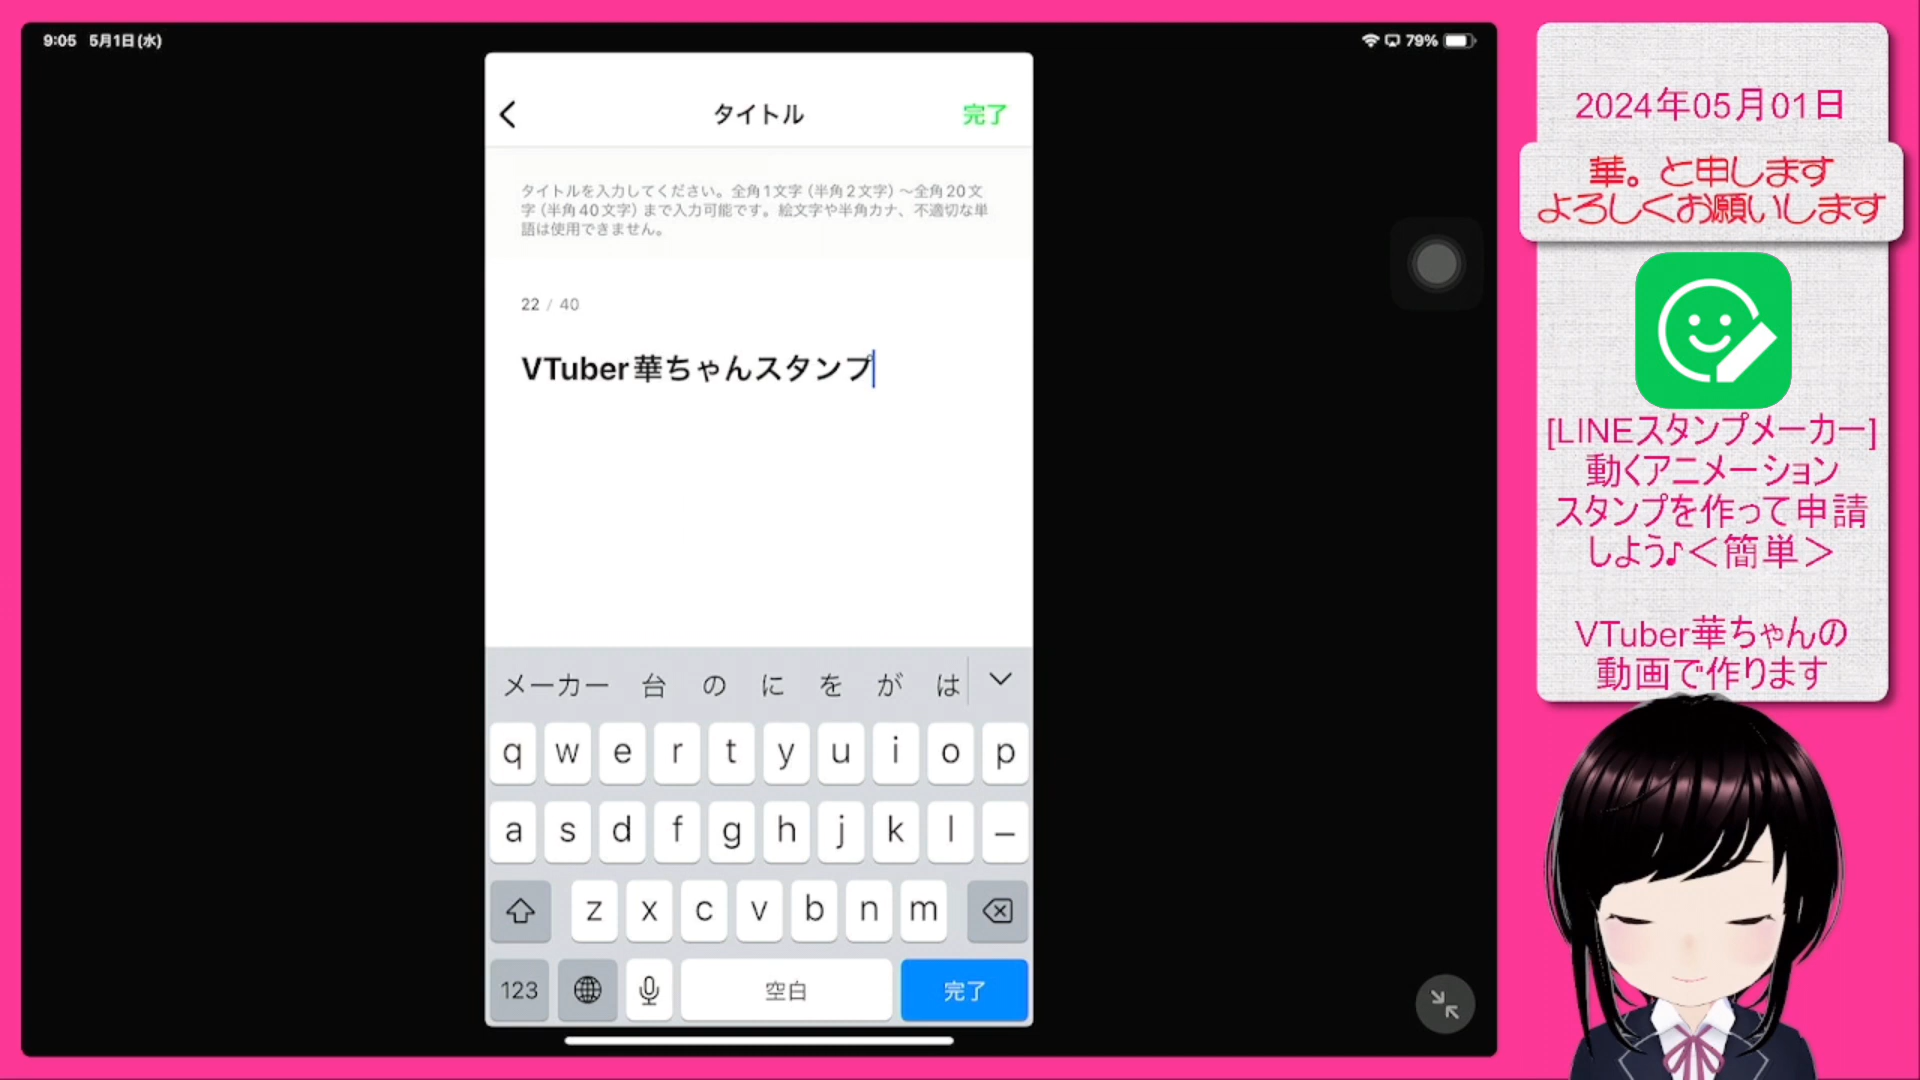 9:05 5月1日(水)
79%
タイトル
完了
タイトルを入力してください。全角1文字（半角2文字）～全角20文
字（半角40文字）まで入力可能です。絵文字や半角カナ、不適切な単
語は使用できません。
22 / 40
VTuber華ちゃんスタンプ
メーカー 台 の に を が は
q w e r t y u i o p
a s d f g h j k l ー
z x c v b n m
123 空白 完了
2024年05月01日
華。と申します
よろしくお願いします
[LINEスタンプメーカー]
動くアニメーション
スタンプを作って申請
しよう♪＜簡単＞
VTuber華ちゃんの
動画で作ります